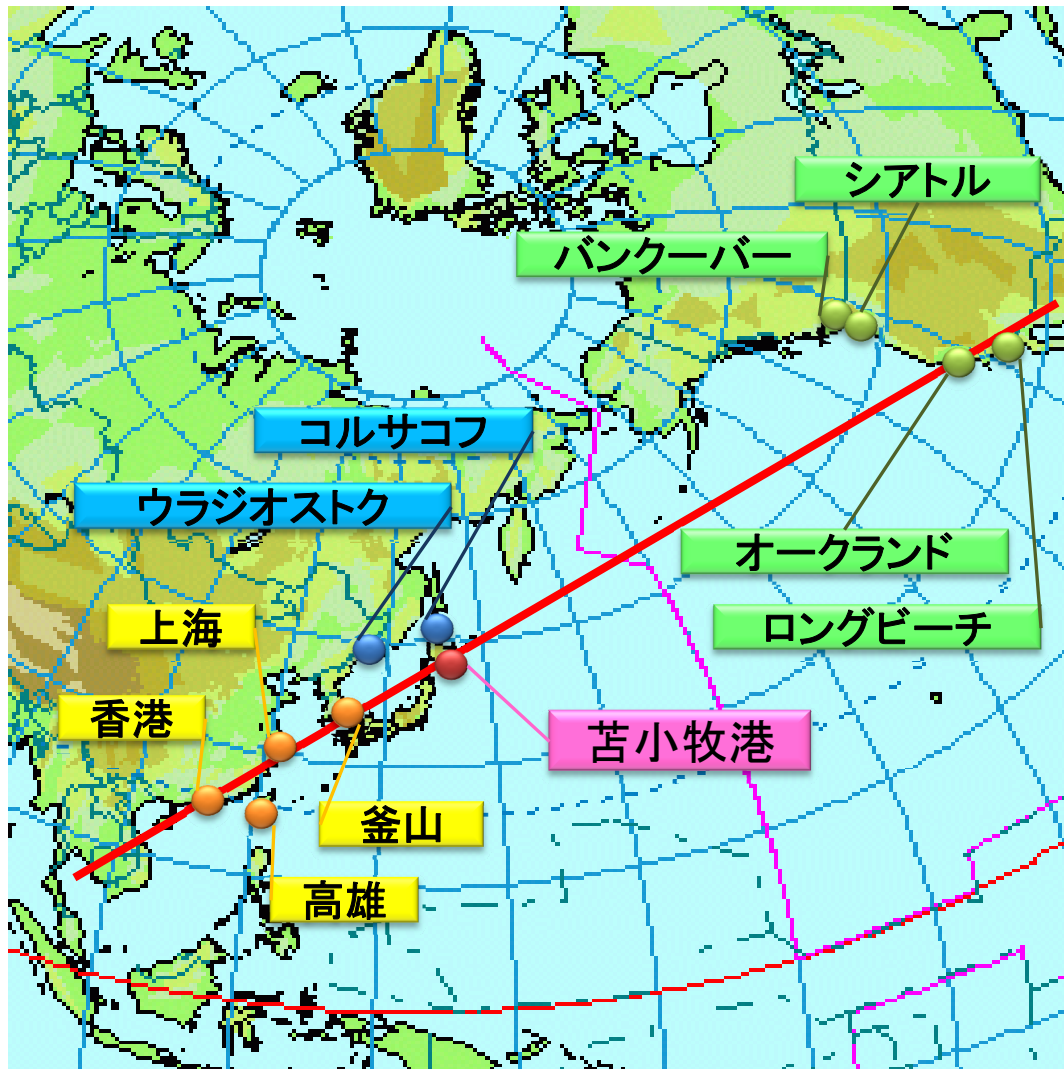 シアトル
バンクーバー
コルサコフ
ウラジオストク
オークランド
上海
ロングビーチ
香港
苫小牧港
釜山
高雄